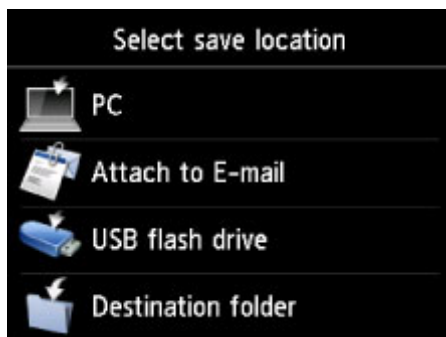 Select save location
PC
Attach to E-mail
USB flash drive
Destination folder